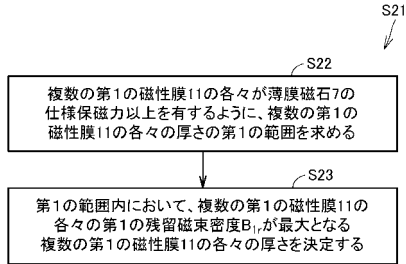 S21
S22
複数の第1の磁性膜11の各々が薄膜磁石7の
仕様保磁力以上を有するように、複数の第1の
磁性膜11の各々の厚さの第1の範囲を求める
S23
第1の範囲内において、複数の第1の磁性膜11の
各々の第1の残留磁束密度B1rが最大となる
複数の第1の磁性膜11の各々の厚さを決定する